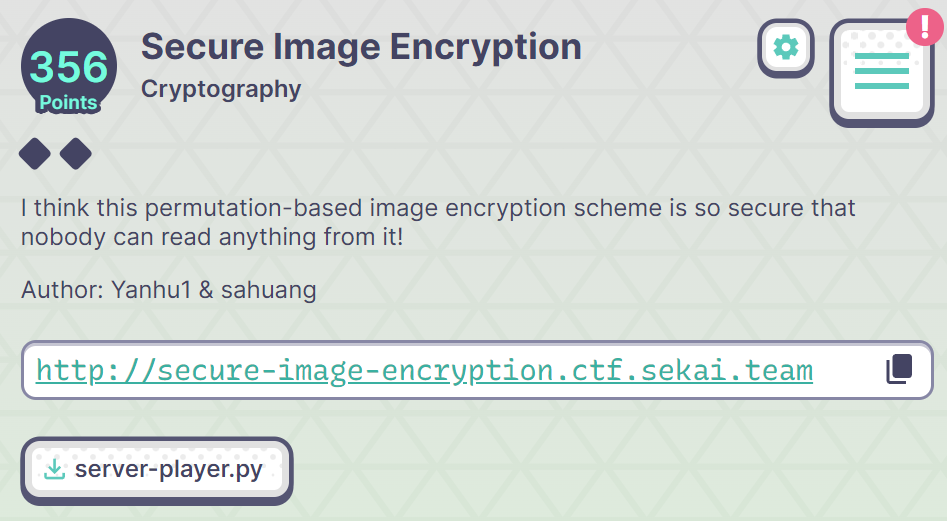 356
Points
Secure Image Encryption
Cryptography
!
I think this permutation-based image encryption scheme is so secure that
nobody can read anything from it!
Author: Yanhu1 & sahuang
http://secure-image-encryption.ctf.sekai.team
server-player.py